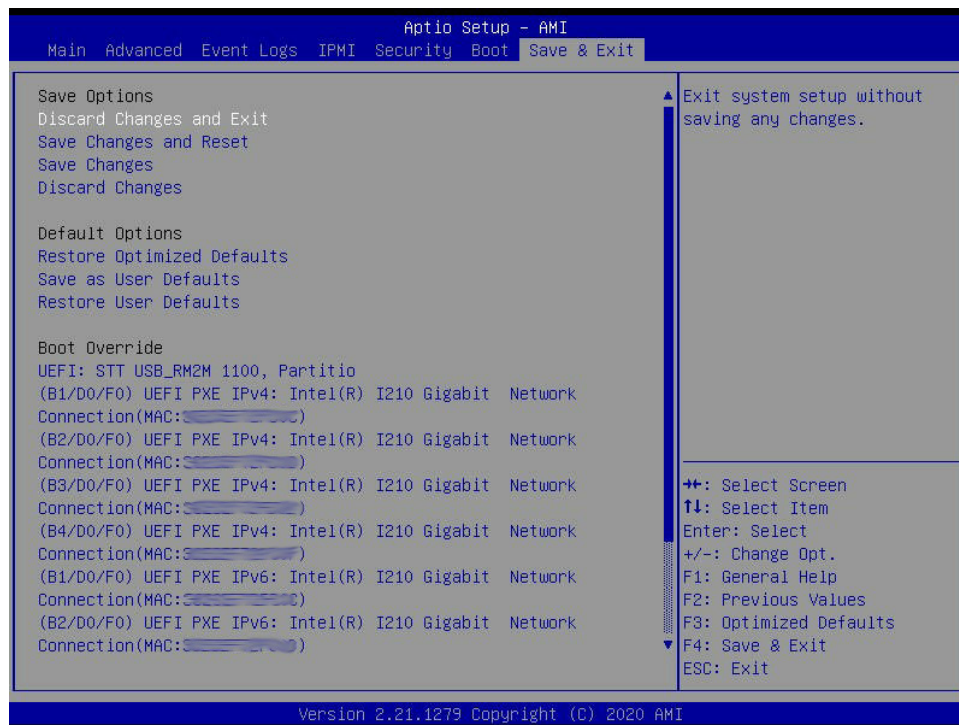 Aptio Setup - AMI
Main Advanced Event Logs IPMI Security Boot Save & Exit
Save Options
Discard Changes and Exit
Save Changes and Reset
Save Changes
Discard Changes
Default Options
Restore Optimized Defaults
Save as User Defaults
Restore User Defaults
Boot Override
UEFI: STT USB_RM2M 1100, Partitio
(B1/D0/F0) UEFI PXE IPv4: Intel(R) I210 Gigabit Network
Connection(MAC: )
(B2/D0/F0) UEFI PXE IPv4: Intel(R) I210 Gigabit Network
Connection(MAC: )
(B3/D0/F0) UEFI PXE IPv4: Intel(R) I210 Gigabit Network
Connection(MAC: )
(B4/D0/F0) UEFI PXE IPv4: Intel(R) I210 Gigabit Network
Connection(MAC: )
(B1/D0/F0) UEFI PXE IPv6: Intel(R) I210 Gigabit Network
Connection(MAC: )
(B2/D0/F0) UEFI PXE IPv6: Intel(R) I210 Gigabit Network
Connection(MAC: )
Exit system setup without
saving any changes.
→←: Select Screen
↑↓: Select Item
Enter: Select
+/-: Change Opt.
F1: General Help
F2: Previous Values
F3: Optimized Defaults
F4: Save & Exit
ESC: Exit
Version 2.21.1279 Copyright (C) 2020 AMI